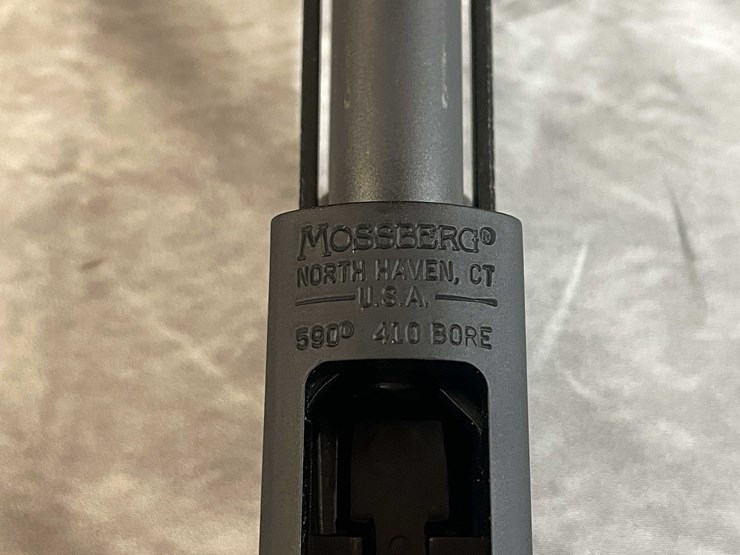 MOSSBERG®
NORTH HAVEN, CT
U.S.A.
590® 410 BORE